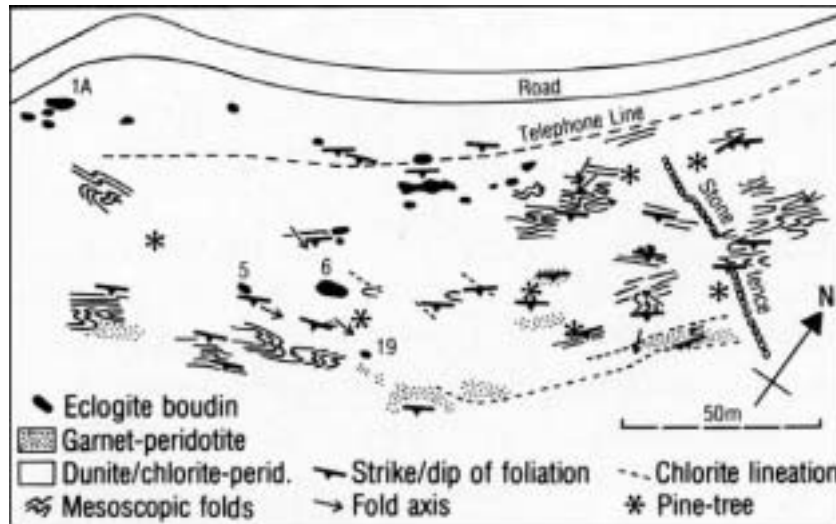 1A
Road
Telephone Line
Stone fence
N
5
6
19
50m
Eclogite boudin
Garnet-peridotite
Dunite/chlorite-perid.
Strike/dip of foliation
Chlorite lineation
Mesoscopic folds
Fold axis
Pine-tree